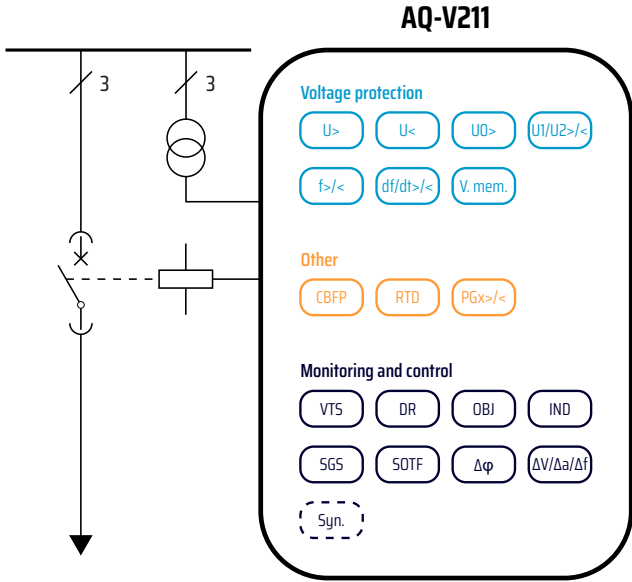 AQ-V211
3 3
Voltage protection
U> U< U0> U1/U2>/<
f>/< df/dt>/< V. mem.
Other
CBFP RTD PGx>/<
Monitoring and control
VTS DR OBJ IND
SGS SOTF Δφ ΔV/Δa/Δf
Syn.